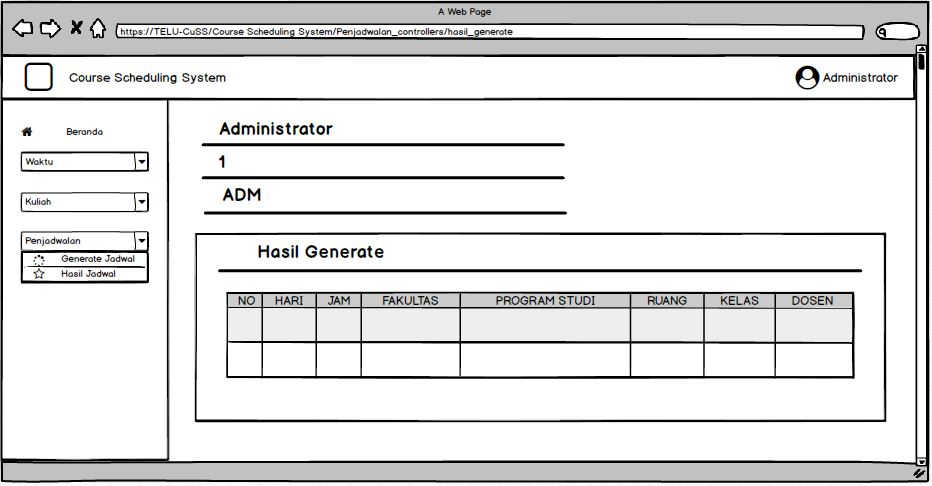 A Web Page
https://TELU-CuSS/Course Scheduling System/Penjadwalan_controllers/hasil_generate
Course Scheduling System
Administrator
Beranda
Waktu
Kuliah
Penjadwalan
Generate Jadwal
Hasil Jadwal
Administrator
1
ADM
Hasil Generate
NO HARI JAM FAKULTAS PROGRAM STUDI RUANG KELAS DOSEN